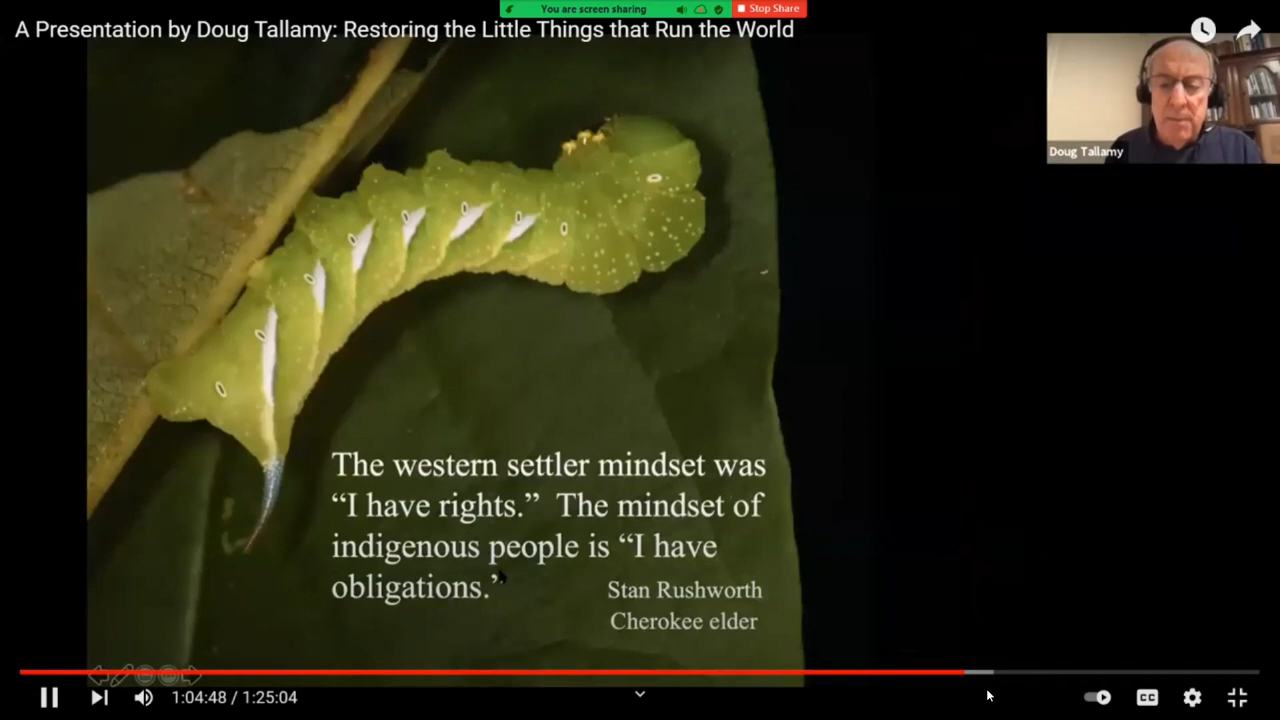 You are screen sharing
Stop Share
A Presentation by Doug Tallamy: Restoring the Little Things that Run the World
Doug Tallamy
The western settler mindset was
“I have rights.”  The mindset of
indigenous people is “I have
obligations.”
Stan Rushworth
Cherokee elder
1:04:48 / 1:25:04
CC